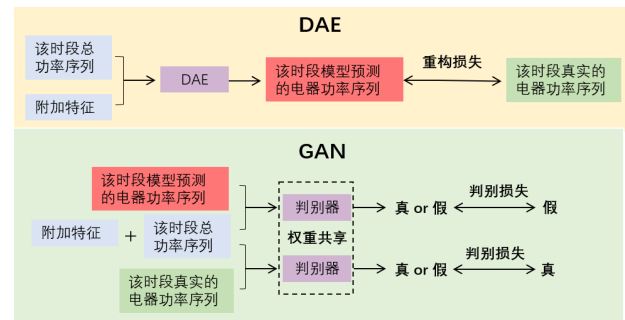 DAE
该时段总
功率序列
附加特征
DAE
该时段模型预测
的电器功率序列
重构损失
该时段真实的
电器功率序列
GAN
该时段模型预测
的电器功率序列
附加特征
+
该时段总
功率序列
该时段真实的
电器功率序列
判别器
权重共享
判别器
真 or 假
判别损失
假
真 or 假
判别损失
真